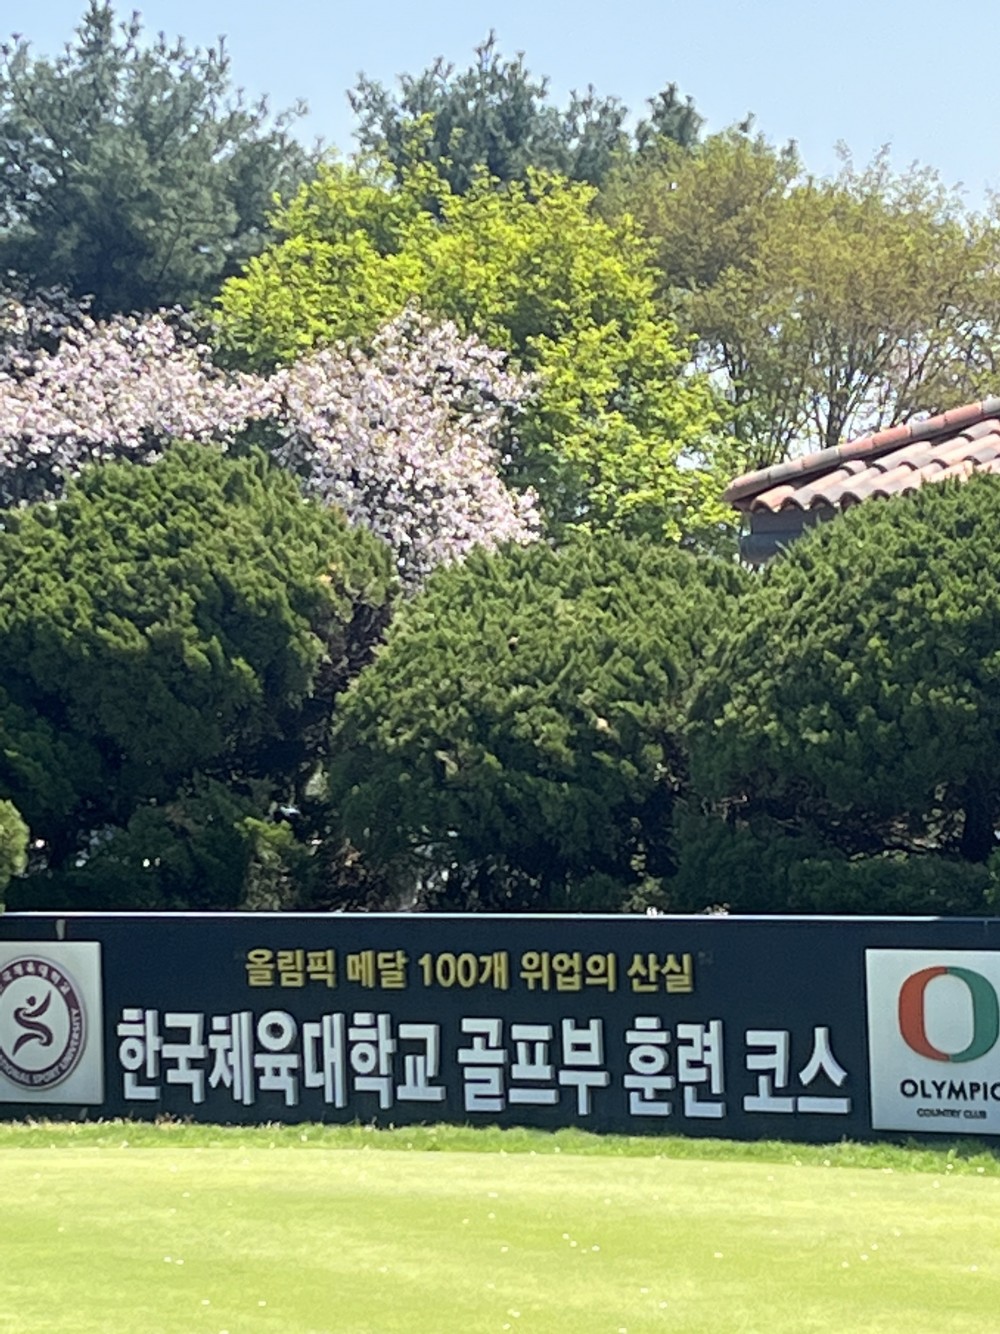 올림픽 메달 100개 위업의 산실
한국체육대학교 골프부 훈련 코스
OLYMPIC
COUNTRY CLUB